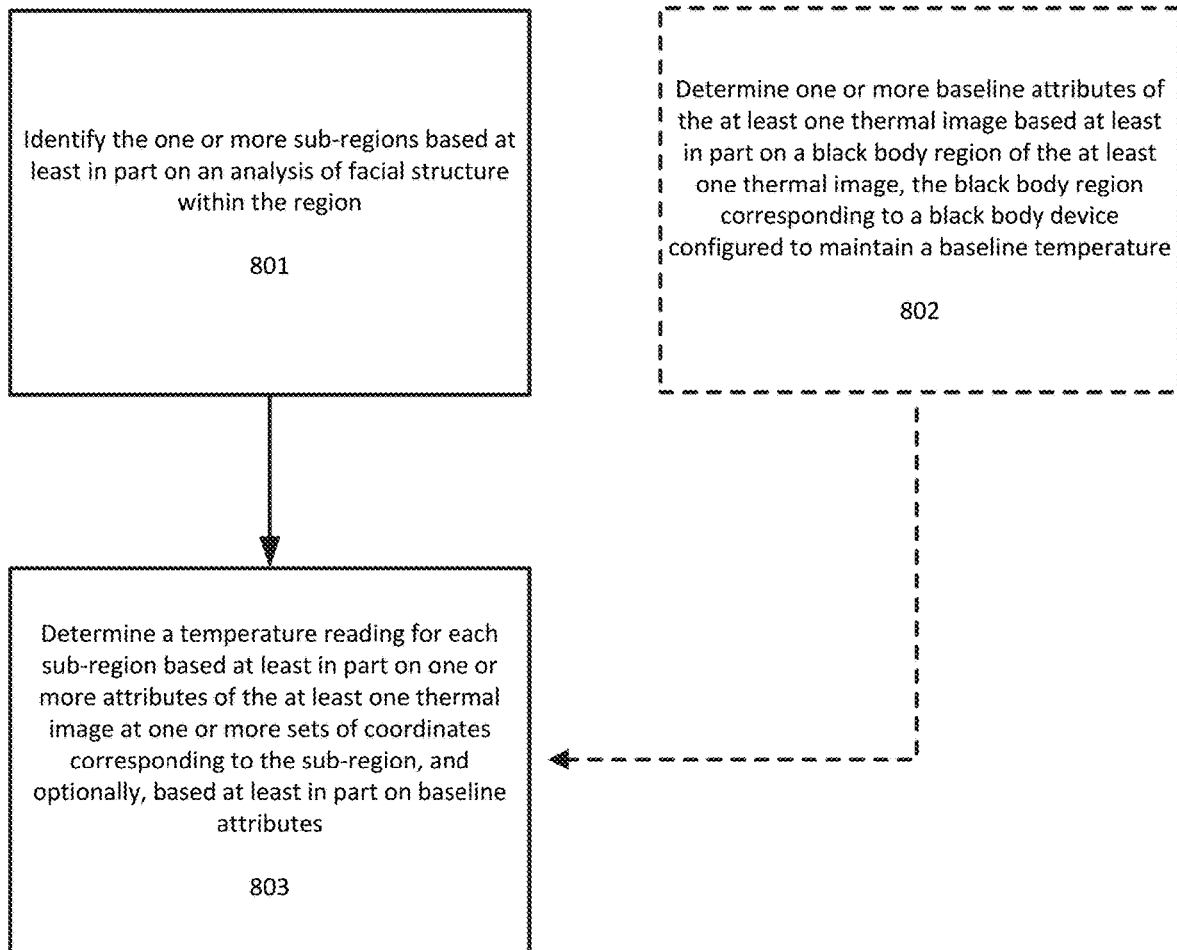 Identify the one or more sub-regions based at
least in part on an analysis of facial structure
within the region
801
Determine one or more baseline attributes of
the at least one thermal image based at least
in part on a black body region of the at least
one thermal image, the black body region
corresponding to a black body device
configured to maintain a baseline temperature
802
Determine a temperature reading for each
sub-region based at least in part on one or
more attributes of the at least one thermal
image at one or more sets of coordinates
corresponding to the sub-region, and
optionally, based at least in part on baseline
attributes
803